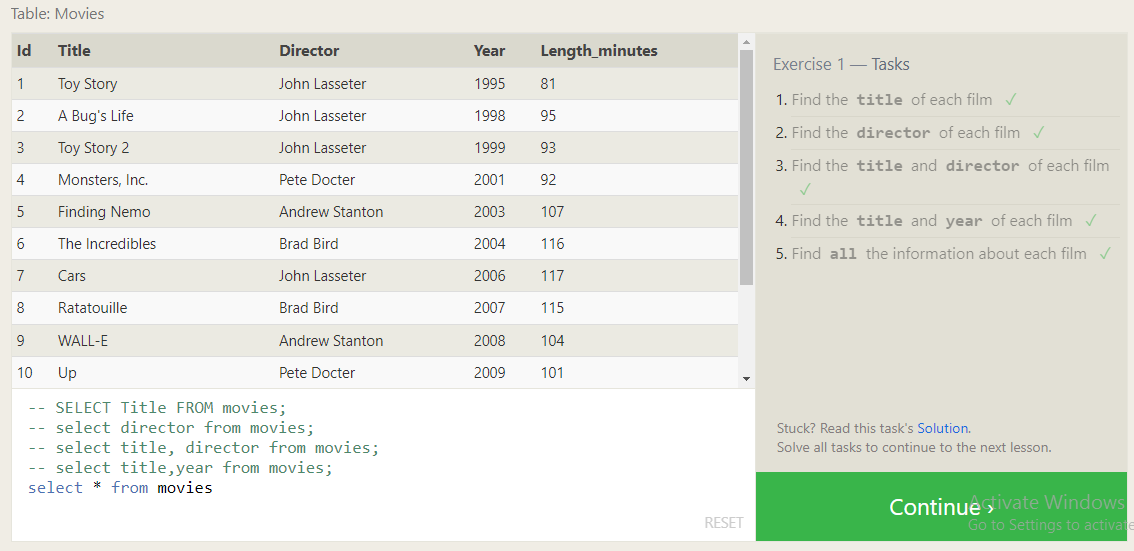 Table: Movies
Id Title Director Year Length_minutes
1 Toy Story John Lasseter 1995 81
2 A Bug's Life John Lasseter 1998 95
3 Toy Story 2 John Lasseter 1999 93
4 Monsters, Inc. Pete Docter 2001 92
5 Finding Nemo Andrew Stanton 2003 107
6 The Incredibles Brad Bird 2004 116
7 Cars John Lasseter 2006 117
8 Ratatouille Brad Bird 2007 115
9 WALL-E Andrew Stanton 2008 104
10 Up Pete Docter 2009 101
-- SELECT Title FROM movies;
-- select director from movies;
-- select title, director from movies;
-- select title,year from movies;
select * from movies
RESET
Exercise 1 — Tasks
1. Find the title of each film ✓
2. Find the director of each film ✓
3. Find the title and director of each film
✓
4. Find the title and year of each film ✓
5. Find all the information about each film ✓
Stuck? Read this task's Solution.
Solve all tasks to continue to the next lesson.
Continue ›
Activate Windows
Go to Settings to activate